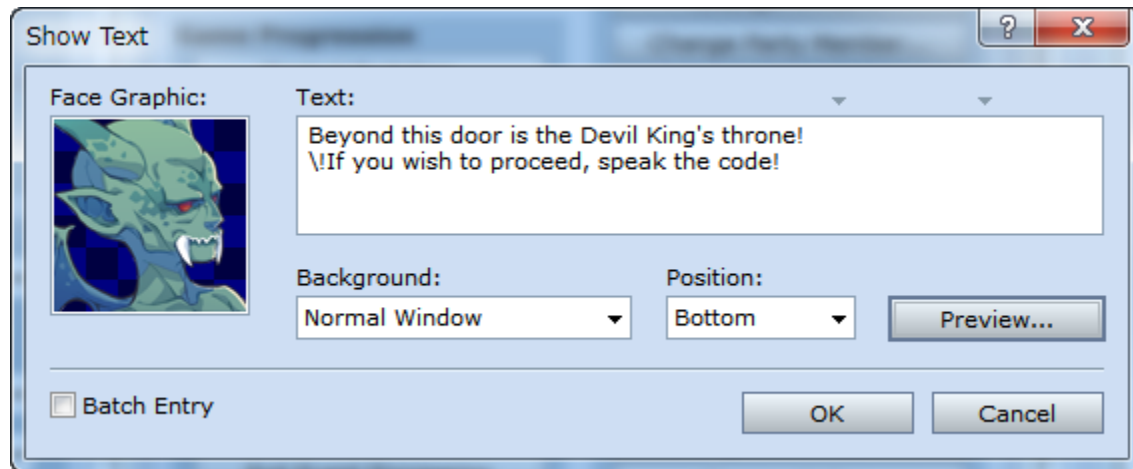 Show Text
Face Graphic:
Text:
Beyond this door is the Devil King's throne!
\!If you wish to proceed, speak the code!
Background:
Position:
Normal Window
Bottom
Preview...
Batch Entry
OK
Cancel